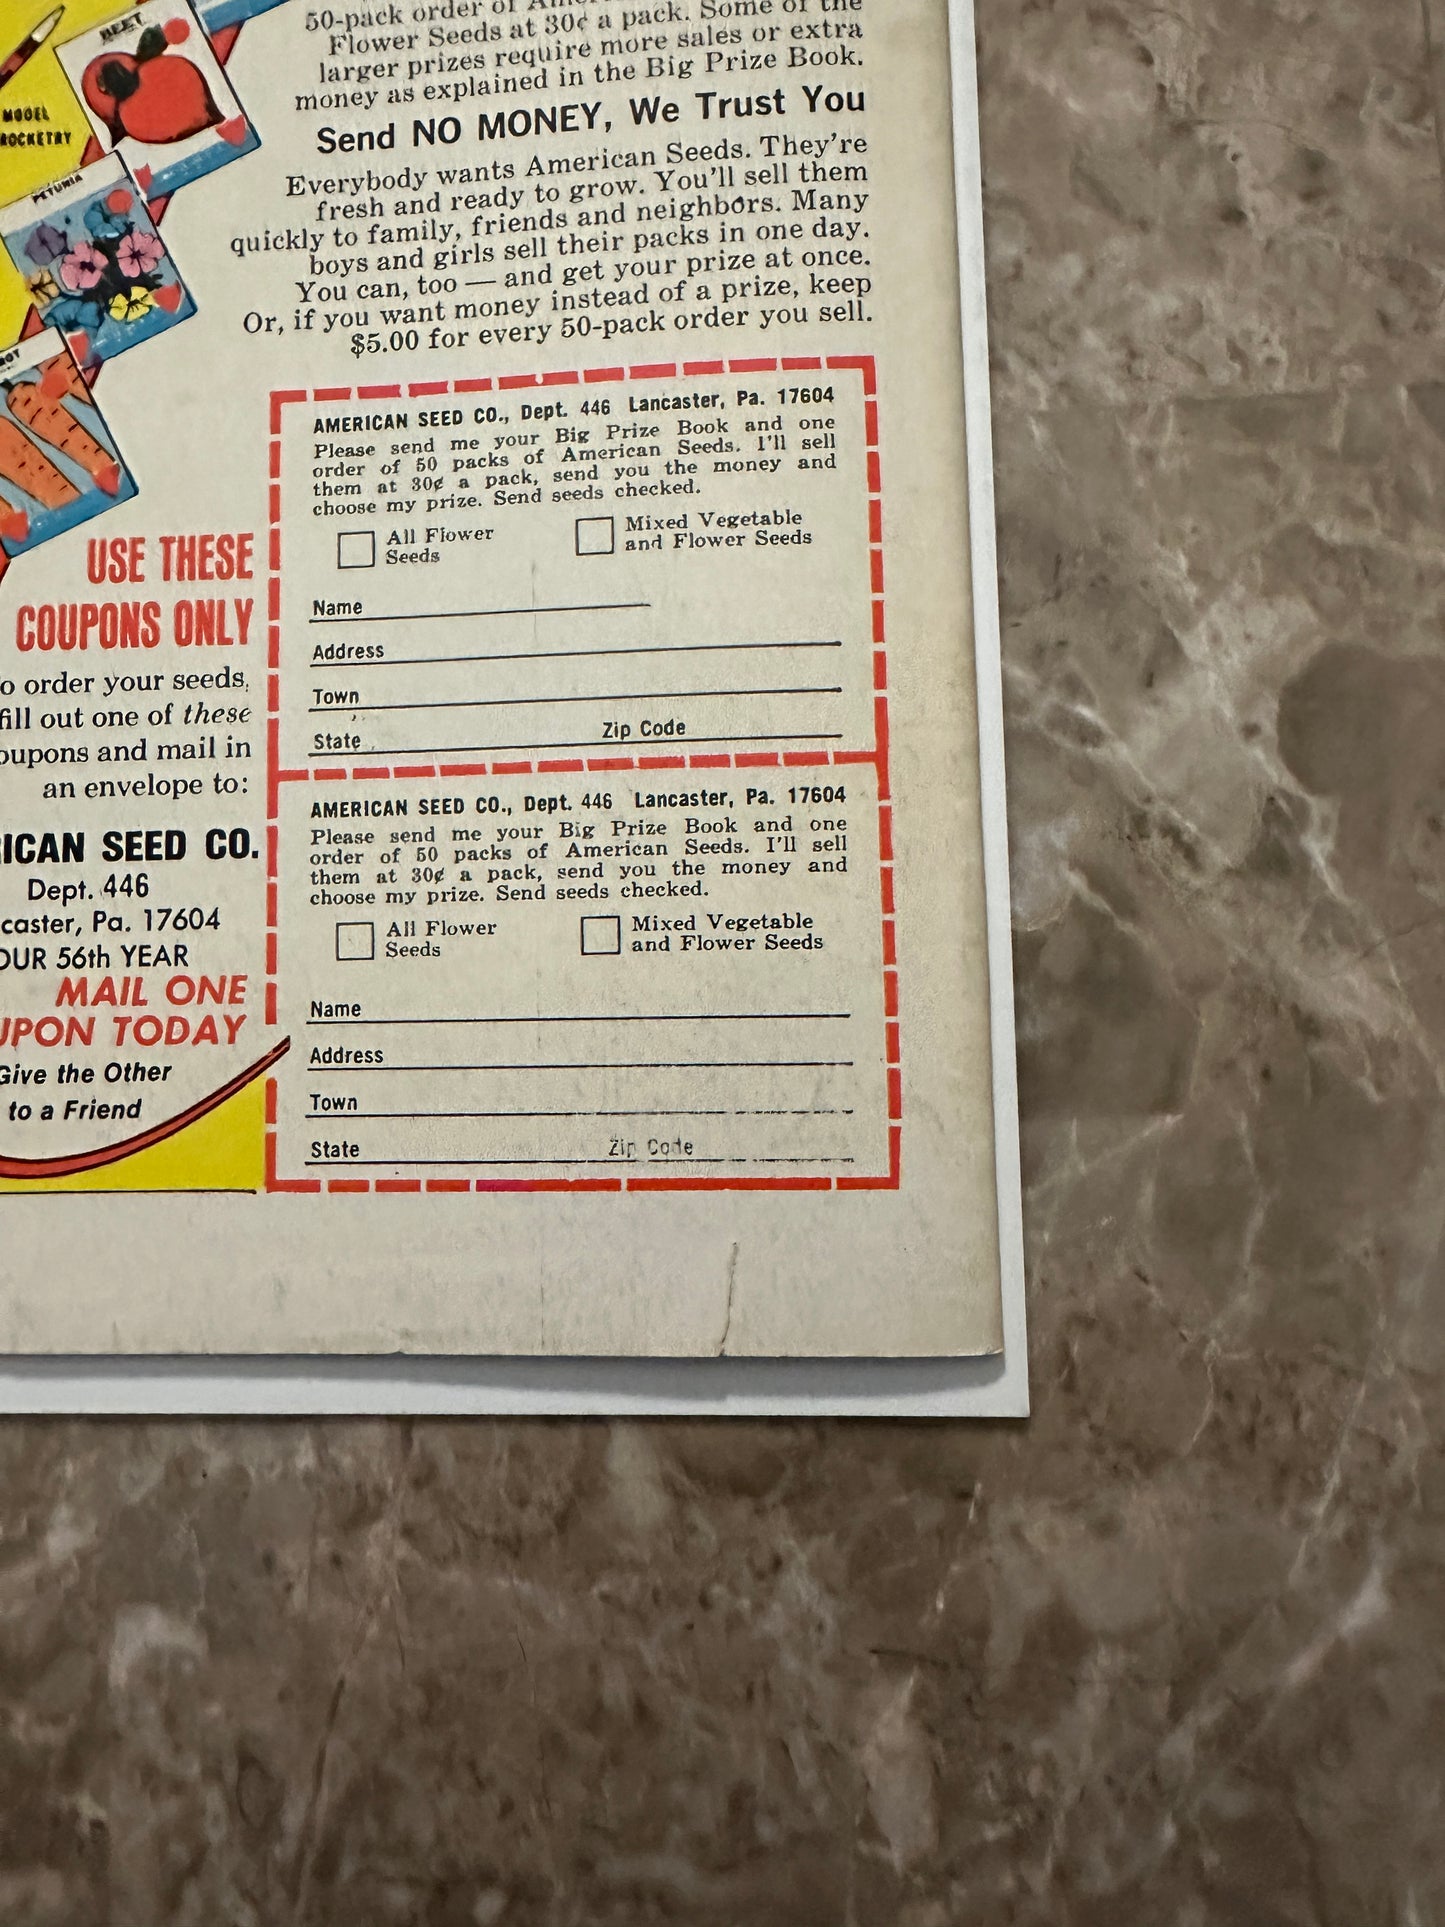 50-pack order of
Flower Seeds at 30¢ a pack. Some of the
larger prizes require more sales or extra
money as explained in the Big Prize Book.
Send NO MONEY, We Trust You
Everybody wants American Seeds. They're
fresh and ready to grow. You'll sell them
quickly to family, friends and neighbors. Many
boys and girls sell their packs in one day.
You can, too — and get your prize at once.
Or, if you want money instead of a prize, keep
$5.00 for every 50-pack order you sell.
BEET
MODEL
ROCKETRY
PETUNIA
USE THESE
COUPONS ONLY
o order your seeds,
fill out one of these
oupons and mail in
an envelope to:
ICAN SEED CO.
Dept. 446
caster, Pa. 17604
OUR 56th YEAR
MAIL ONE
UPON TODAY
Give the Other
to a Friend
AMERICAN SEED CO., Dept. 446 Lancaster, Pa. 17604
Please send me your Big Prize Book and one
order of 50 packs of American Seeds. I'll sell
them at 30¢ a pack, send you the money and
choose my prize. Send seeds checked.
All Flower
Seeds
Mixed Vegetable
and Flower Seeds
Name
Address
Town
State Zip Code
AMERICAN SEED CO., Dept. 446 Lancaster, Pa. 17604
Please send me your Big Prize Book and one
order of 50 packs of American Seeds. I'll sell
them at 30¢ a pack, send you the money and
choose my prize. Send seeds checked.
All Flower
Seeds
Mixed Vegetable
and Flower Seeds
Name
Address
Town
State Zip Code